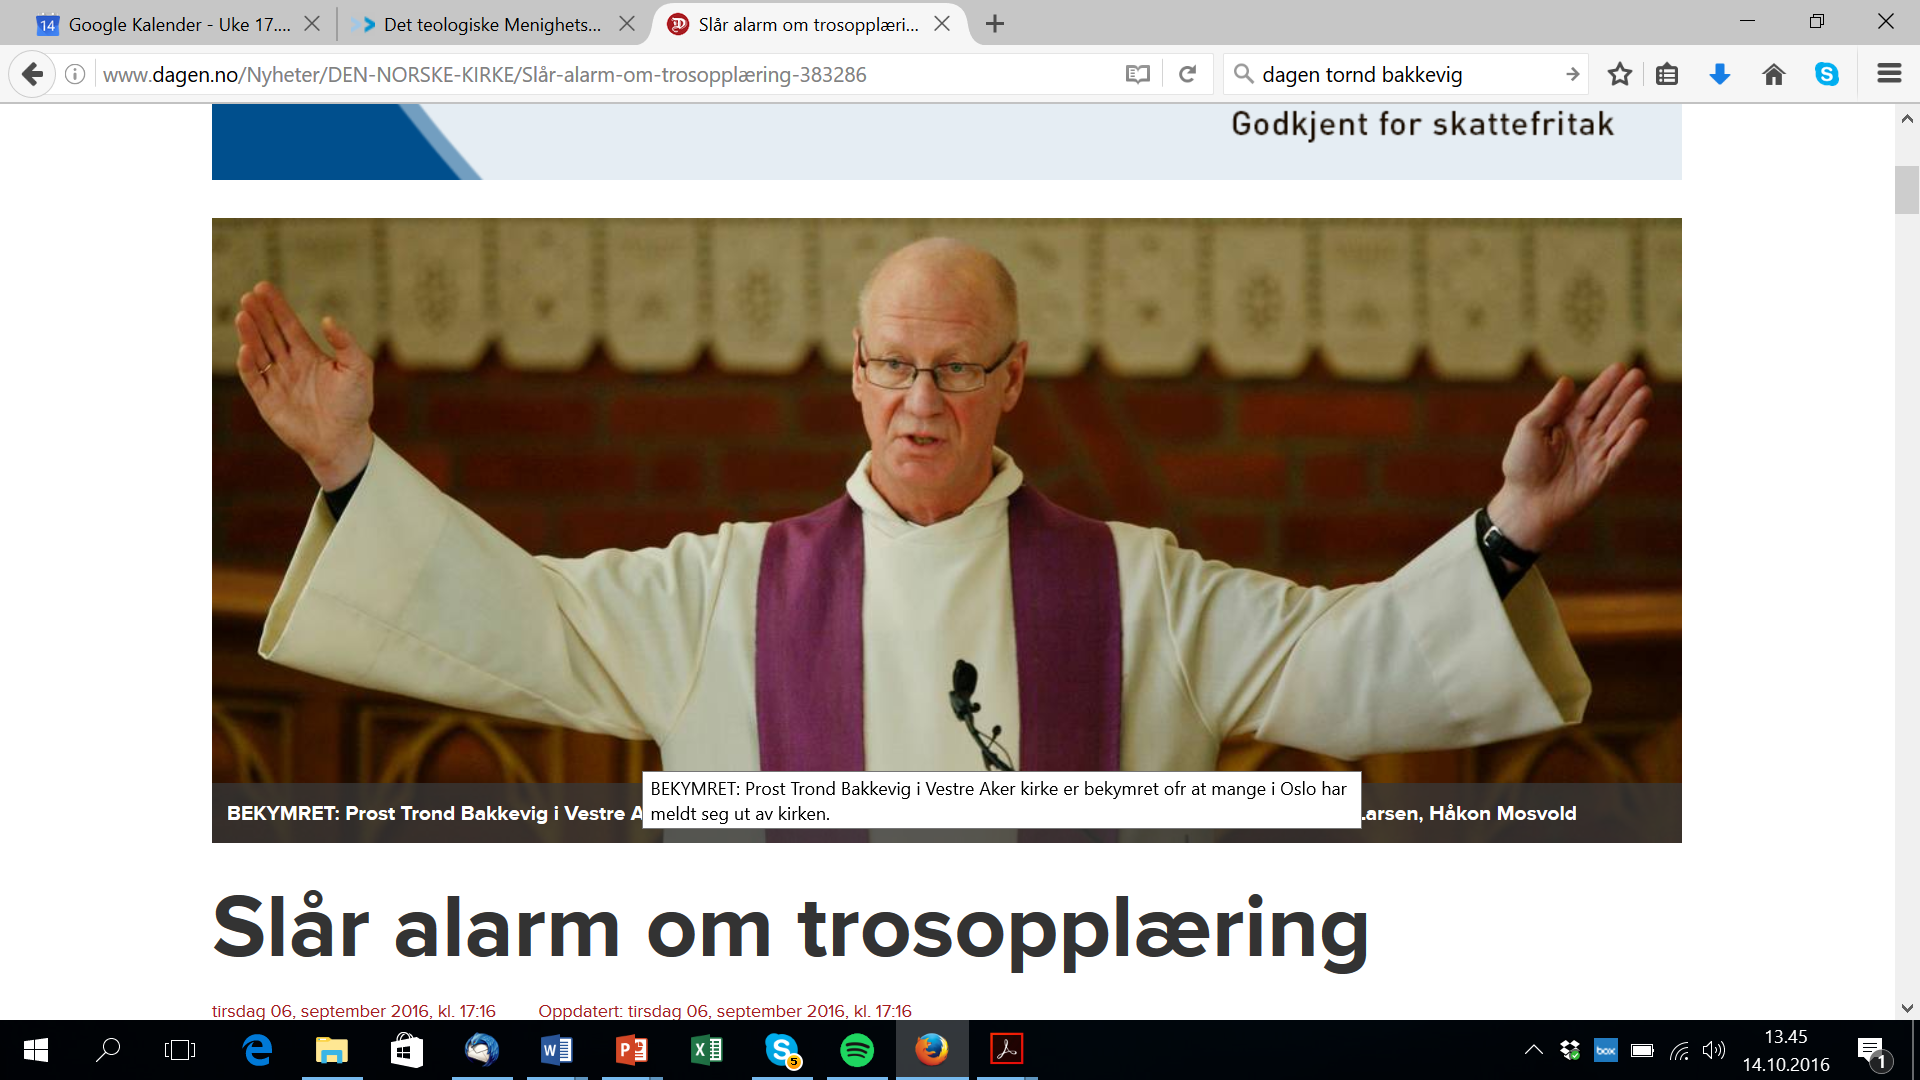 14 Google Kalender - Uke 17....
Det teologiske Menighets...
Slår alarm om trosopplæri...
www.dagen.no/Nyheter/DEN-NORSKE-KIRKE/Slår-alarm-om-trosopplæring-383286
dagen tornd bakkevig
Godkjent for skattefritak
BEKYMRET: Prost Trond Bakkevig i Vestre Aker kirke er bekymret ofr at mange i Oslo har
meldt seg ut av kirken.
BEKYMRET: Prost Trond Bakkevig i Vestre A
arsen, Håkon Mosvold
Slår alarm om trosopplæring
tirsdag 06, september 2016, kl. 17:16 Oppdatert: tirsdag 06, september 2016, kl. 17:16
5
box
13.45
14.10.2016
1